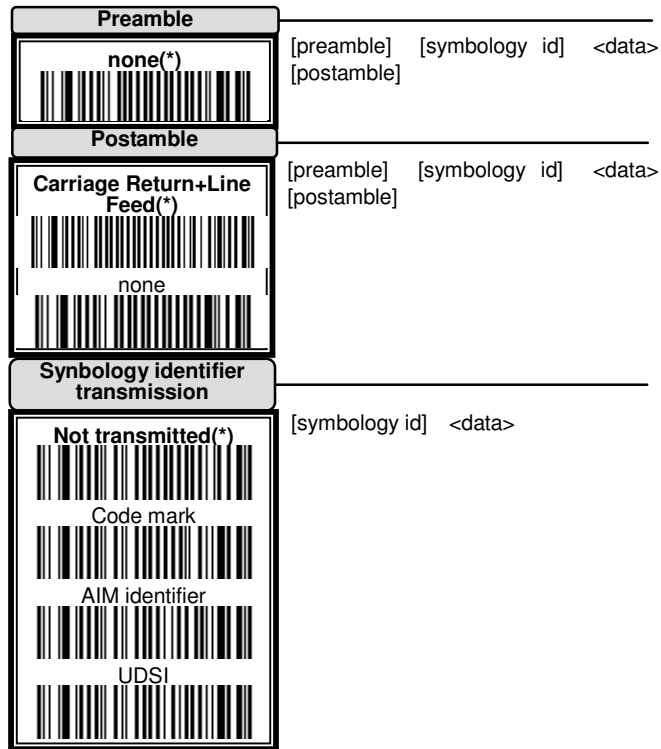 Preamble
none(*)
[preamble] [symbology id] <data>
[postamble]
Postamble
Carriage Return+Line
Feed(*)
none
[preamble] [symbology id] <data>
[postamble]
Synbology identifier
transmission
Not transmitted(*)
Code mark
AIM identifier
UDSI
[symbology id] <data>